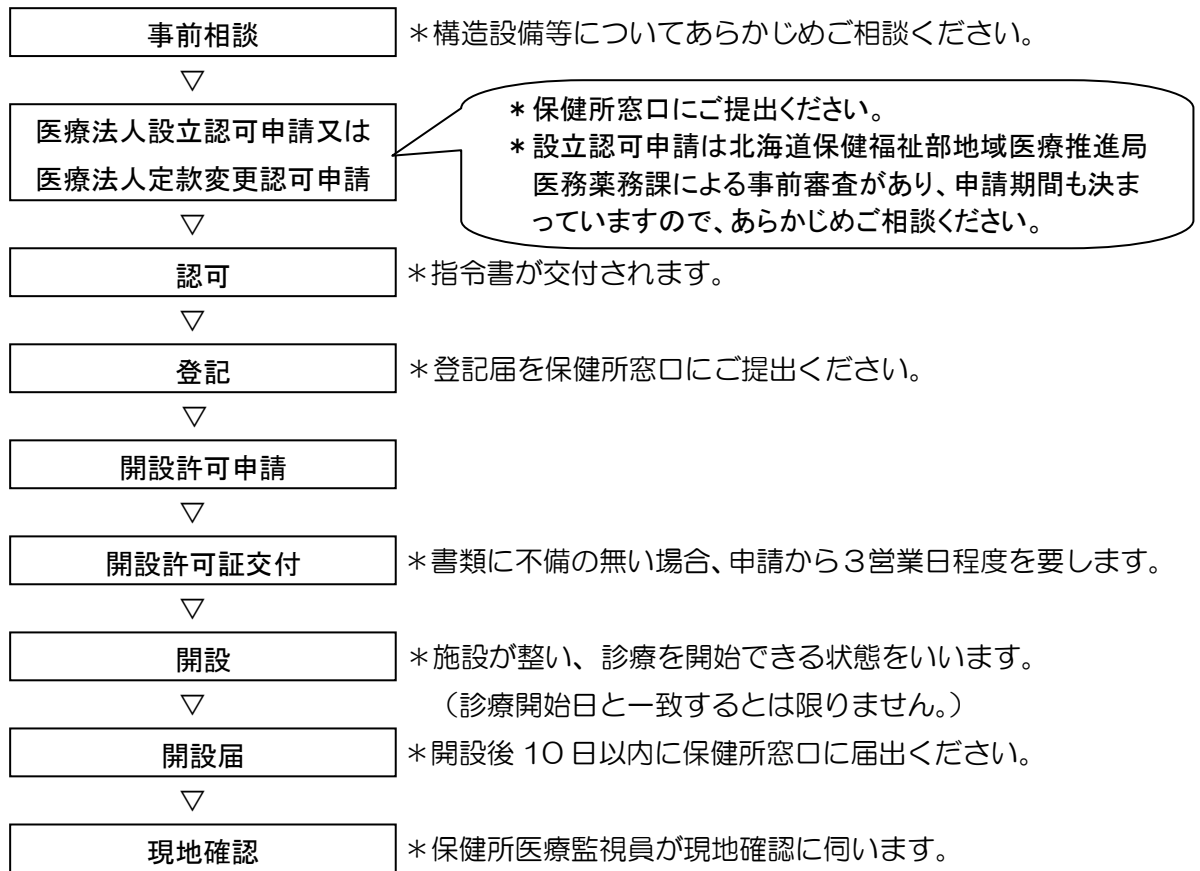 事前相談
＊構造設備等についてあらかじめご相談ください。
▽
医療法人設立認可申請又は
医療法人定款変更認可申請
＊保健所窓口にご提出ください。
＊設立認可申請は北海道保健福祉部地域医療推進局
医務薬務課による事前審査があり、申請期間も決ま
っていますので、あらかじめご相談ください。
▽
認可
＊指令書が交付されます。
▽
登記
＊登記届を保健所窓口にご提出ください。
▽
開設許可申請
▽
開設許可証交付
＊書類に不備の無い場合、申請から３営業日程度を要します。
▽
開設
＊施設が整い、診療を開始できる状態をいいます。
（診療開始日と一致するとは限りません。）
▽
開設届
＊開設後 10 日以内に保健所窓口に届出ください。
▽
現地確認
＊保健所医療監視員が現地確認に伺います。